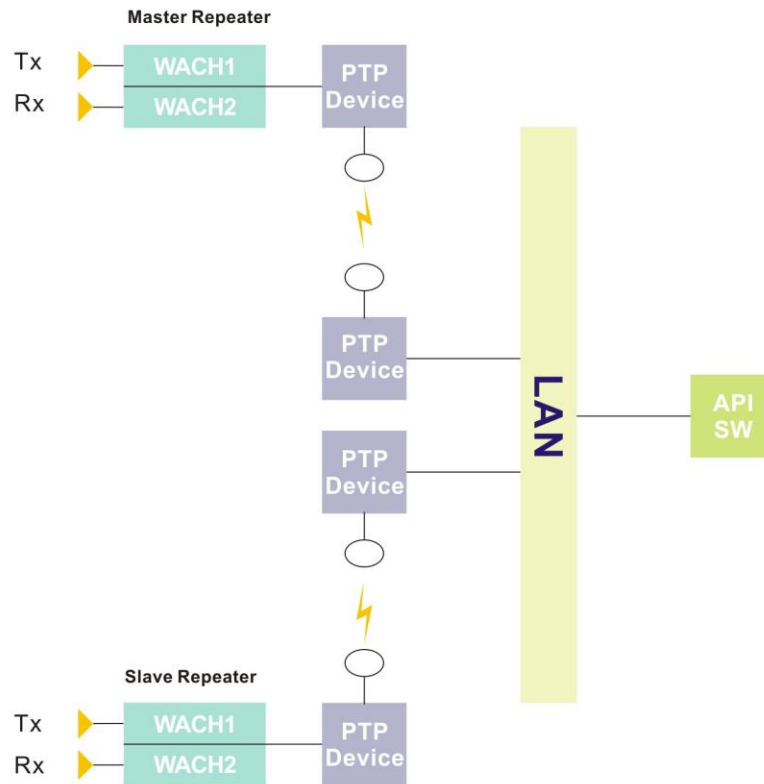 Master Repeater
Tx
WACH1
Rx
WACH2
PTP
Device
PTP
Device
LAN
API
SW
PTP
Device
Slave Repeater
Tx
WACH1
Rx
WACH2
PTP
Device